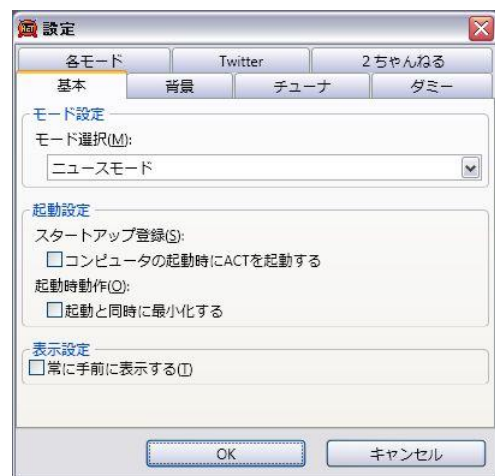 設定
各モード Twitter 2ちゃんねる
基本 背景 チューナ ダミー
モード設定
モード選択(M):
ニュースモード
起動設定
スタートアップ登録(S):
コンピュータの起動時にACTを起動する
起動時動作(O):
起動と同時に最小化する
表示設定
常に手前に表示する(T)
OK キャンセル